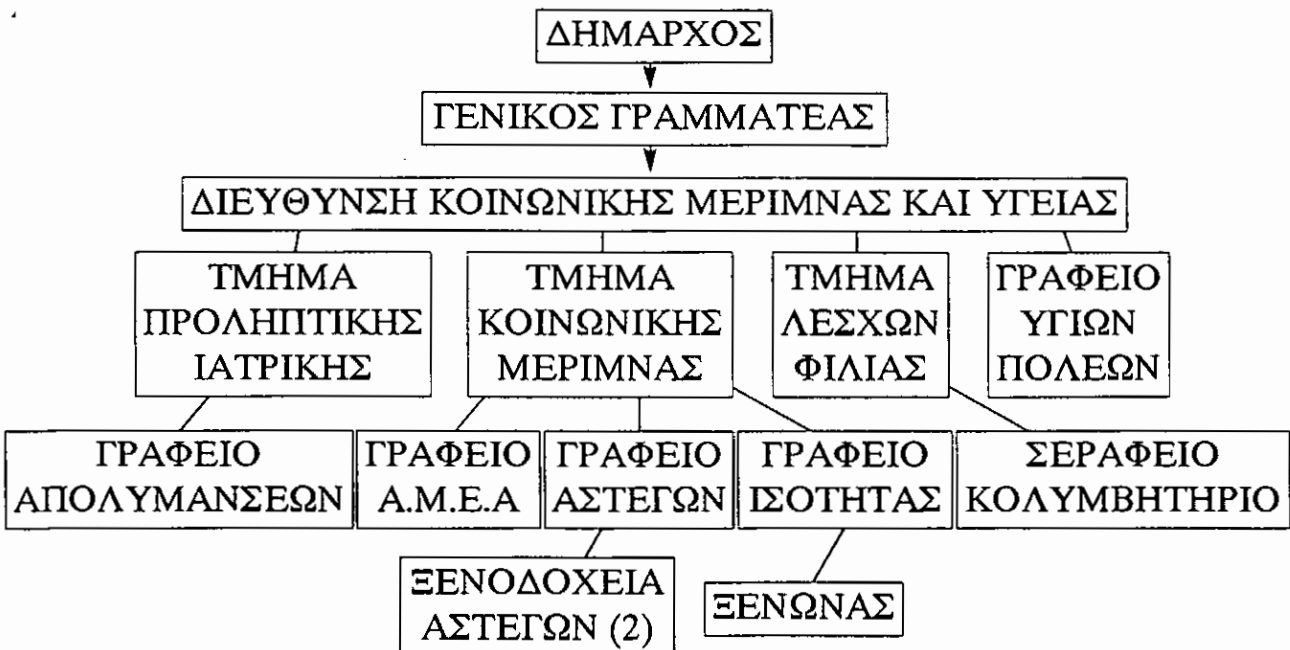 ΔΗΜΑΡΧΟΣ
ΓΕΝΙΚΟΣ ΓΡΑΜΜΑΤΕΑΣ
ΔΙΕΥΘΥΝΣΗ ΚΟΙΝΩΝΙΚΗΣ ΜΕΡΙΜΝΑΣ ΚΑΙ ΥΓΕΙΑΣ
ΤΜΗΜΑ
ΠΡΟΛΗΠΤΙΚΗΣ
ΙΑΤΡΙΚΗΣ
ΤΜΗΜΑ
ΚΟΙΝΩΝΙΚΗΣ
ΜΕΡΙΜΝΑΣ
ΤΜΗΜΑ
ΛΕΣΧΩΝ
ΦΙΛΙΑΣ
ΓΡΑΦΕΙΟ
ΥΓΙΩΝ
ΠΟΛΕΩΝ
ΓΡΑΦΕΙΟ
ΑΠΟΛΥΜΑΝΣΕΩΝ
ΓΡΑΦΕΙΟ
Α.Μ.Ε.Α
ΓΡΑΦΕΙΟ
ΑΣΤΕΓΩΝ
ΓΡΑΦΕΙΟ
ΙΣΟΤΗΤΑΣ
ΣΕΡΑΦΕΙΟ
ΚΟΛΥΜΒΗΤΗΡΙΟ
ΞΕΝΟΔΟΧΕΙΑ
ΑΣΤΕΓΩΝ (2)
ΞΕΝΩΝΑΣ